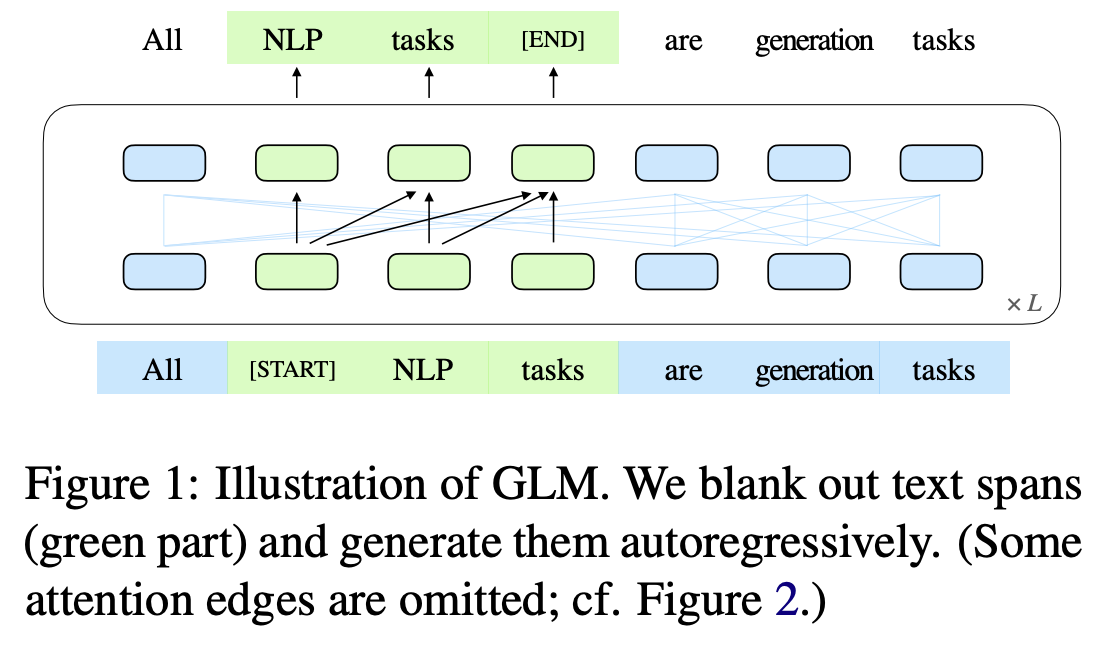 All NLP tasks [END] are generation tasks
× L
All [START] NLP tasks are generation tasks
Figure 1: Illustration of GLM. We blank out text spans
(green part) and generate them autoregressively. (Some
attention edges are omitted; cf. Figure 2.)